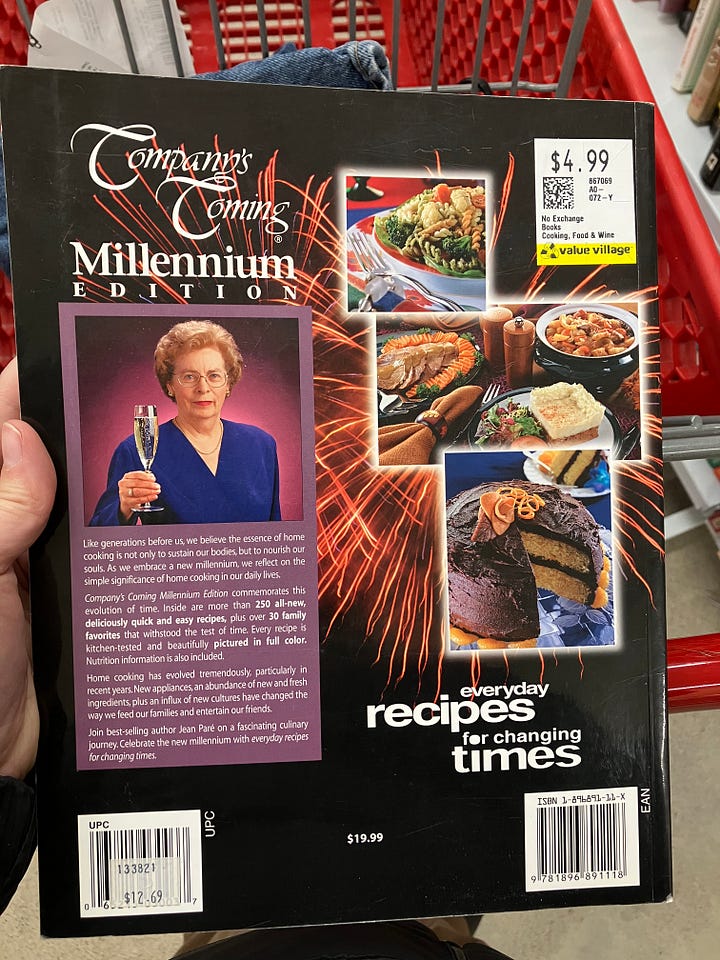 Company's
Coming®
Millennium
EDITION
$4.99
867069
A0-
072-Y
No Exchange
Books
Cooking, Food & Wine
value village
Like generations before us, we believe the essence of home
cooking is not only to sustain our bodies, but to nourish our
souls. As we embrace a new millennium, we reflect on the
simple significance of home cooking in our daily lives.
Company's Coming Millennium Edition commemorates this
evolution of time. Inside are more than 250 all-new,
deliciously quick and easy recipes, plus over 30 family
favorites that withstood the test of time. Every recipe is
kitchen-tested and beautifully pictured in full color.
Nutrition information is also included.
Home cooking has evolved tremendously, particularly in
recent years. New appliances, an abundance of new and fresh
ingredients, plus an influx of new cultures have changed the
way we feed our families and entertain our friends.
Join best-selling author Jean Paré on a fascinating culinary
journey. Celebrate the new millennium with everyday recipes
for changing times.
everyday
recipes
for changing
times
UPC
UPC
133821
$12.69
0
7
$19.99
ISBN 1-896891-11-X
EAN
9 781896 891118